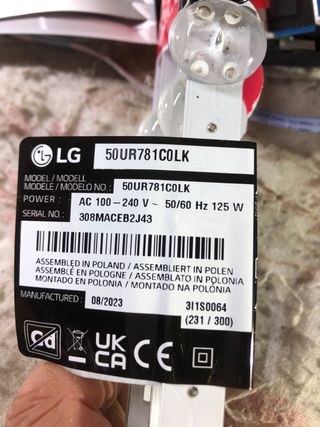 LG 50UR781C0LK
MODEL / MODELL
MODELE / MODELO NO.: 50UR781C0LK
POWER : AC 100 – 240 V ~ 50/60 Hz 125 W
SERIAL NO.: 308MACEB2J43
ASSEMBLED IN POLAND / ASSEMBLIERT IN POLEN
ASSEMBLÉ EN POLOGNE / ASSEMBLATO IN POLONIA
MONTADO EN POLONIA / MONTADO NA POLÓNIA
MANUFACTURED : 08/2023 3I1S0064
(231 / 300)
Cd UK CA CE